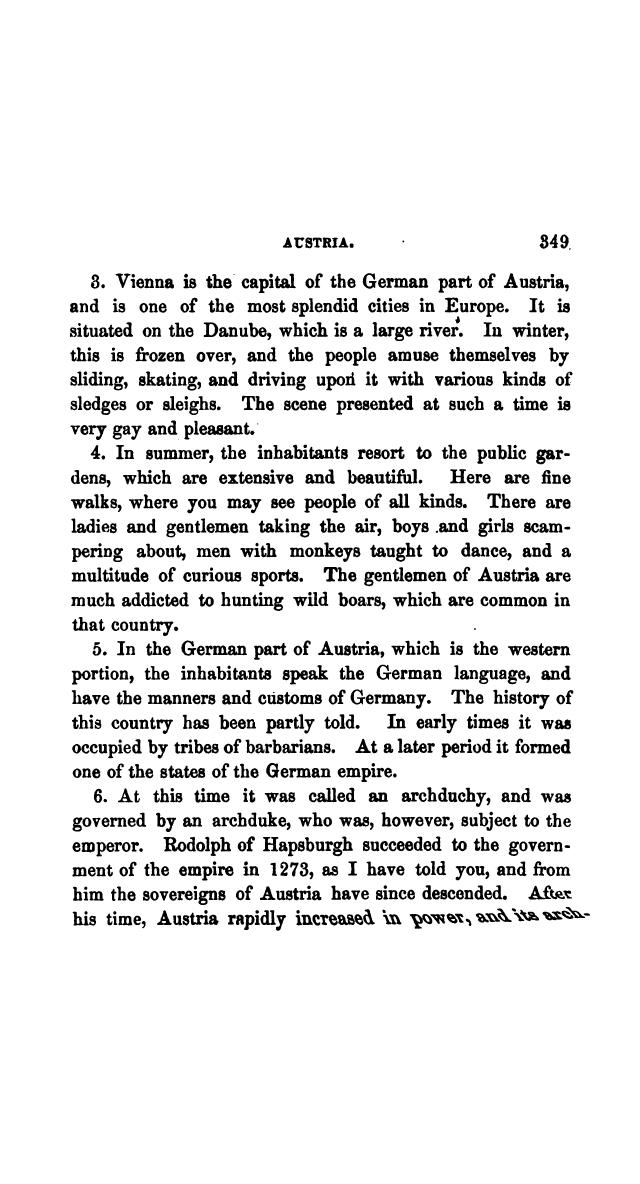 AUSTRIA. 349
3. Vienna is the capital of the German part of Austria,
and is one of the most splendid cities in Europe. It is
situated on the Danube, which is a large river. In winter,
this is frozen over, and the people amuse themselves by
sliding, skating, and driving upon it with various kinds of
sledges or sleighs. The scene presented at such a time is
very gay and pleasant.
4. In summer, the inhabitants resort to the public gar-
dens, which are extensive and beautiful. Here are fine
walks, where you may see people of all kinds. There are
ladies and gentlemen taking the air, boys and girls scam-
pering about, men with monkeys taught to dance, and a
multitude of curious sports. The gentlemen of Austria are
much addicted to hunting wild boars, which are common in
that country.
5. In the German part of Austria, which is the western
portion, the inhabitants speak the German language, and
have the manners and customs of Germany. The history of
this country has been partly told. In early times it was
occupied by tribes of barbarians. At a later period it formed
one of the states of the German empire.
6. At this time it was called an archduchy, and was
governed by an archduke, who was, however, subject to the
emperor. Rodolph of Hapsburgh succeeded to the govern-
ment of the empire in 1273, as I have told you, and from
him the sovereigns of Austria have since descended. After
his time, Austria rapidly increased in power, and its arch-